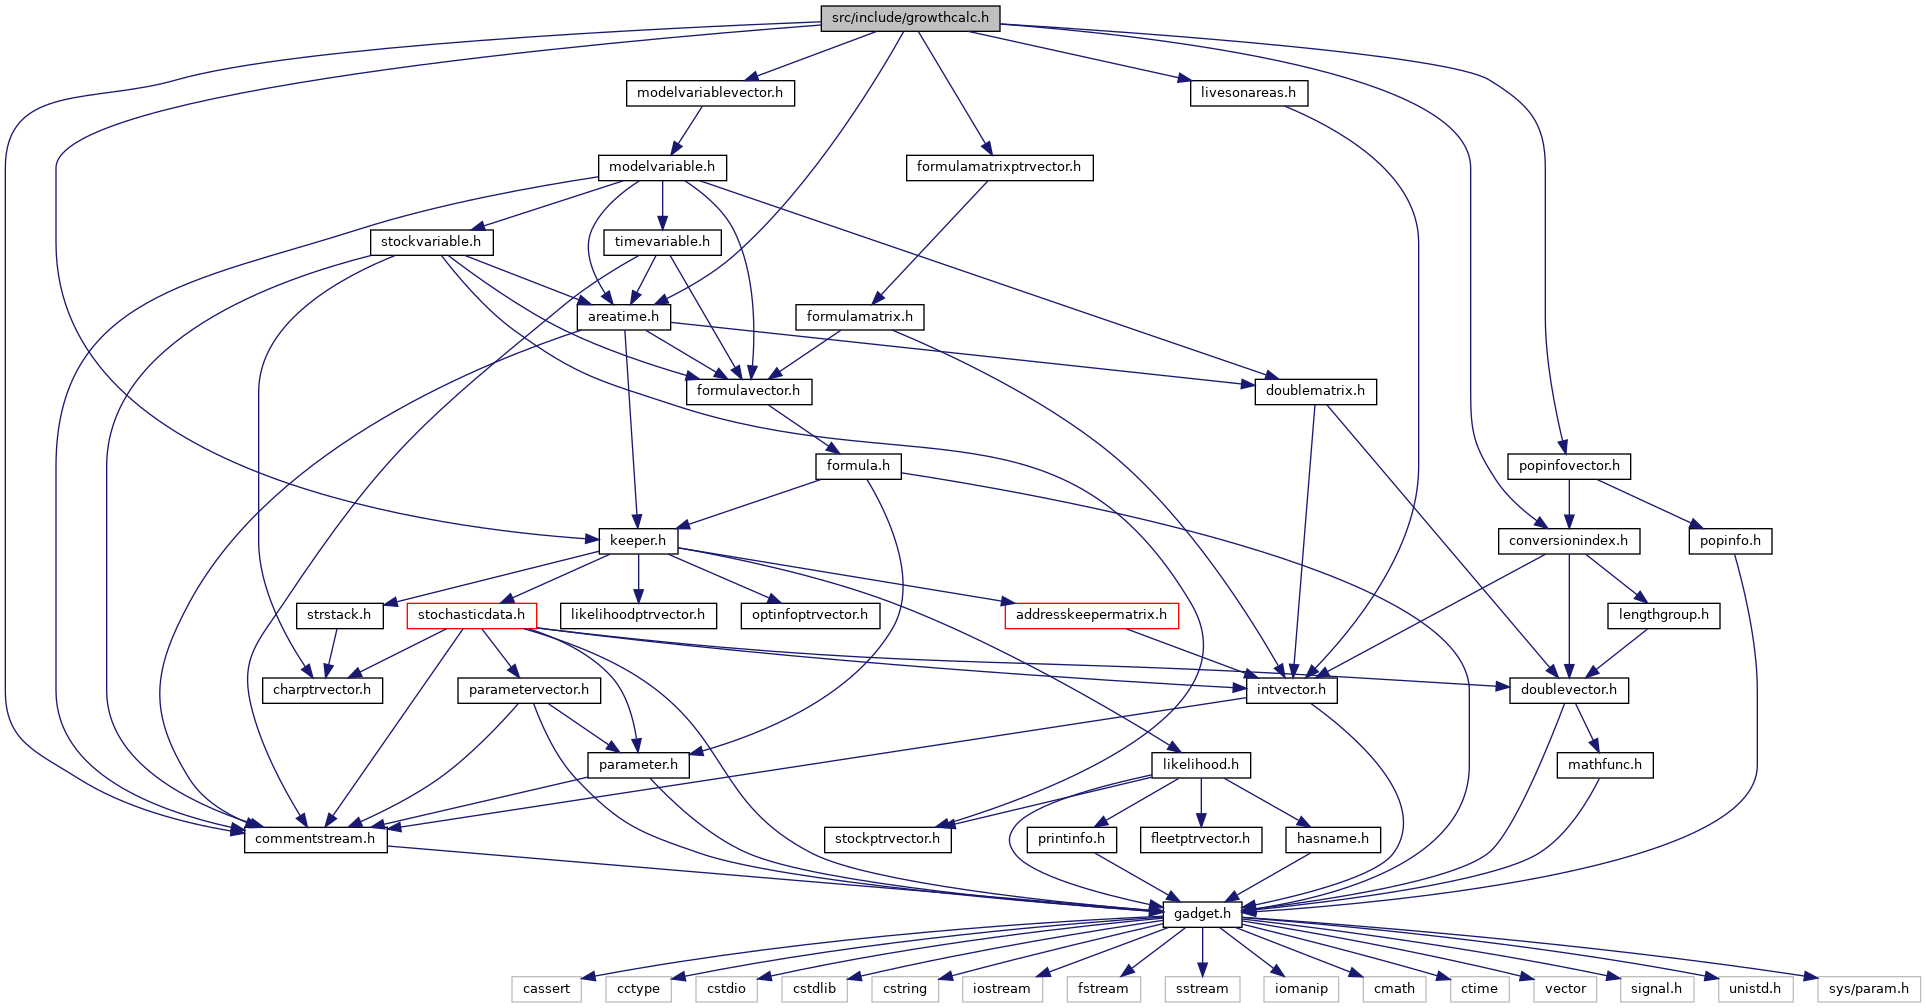 src/include/growthcalc.h
modelvariablevector.h
livesonareas.h
modelvariable.h
formulamatrixptrvector.h
stockvariable.h
timevariable.h
areatime.h
formulamatrix.h
formulavector.h
doublematrix.h
formula.h
popinfovector.h
keeper.h
conversionindex.h
popinfo.h
strstack.h
stochasticdata.h
likelihoodptrvector.h
optinfoptrvector.h
addresskeepermatrix.h
lengthgroup.h
charptrvector.h
parametervector.h
intvector.h
doublevector.h
parameter.h
likelihood.h
mathfunc.h
commentstream.h
stockptrvector.h
printinfo.h
fleetptrvector.h
hasname.h
gadget.h
cassert
cctype
cstdio
cstdlib
cstring
iostream
fstream
sstream
iomanip
cmath
ctime
vector
signal.h
unistd.h
sys/param.h